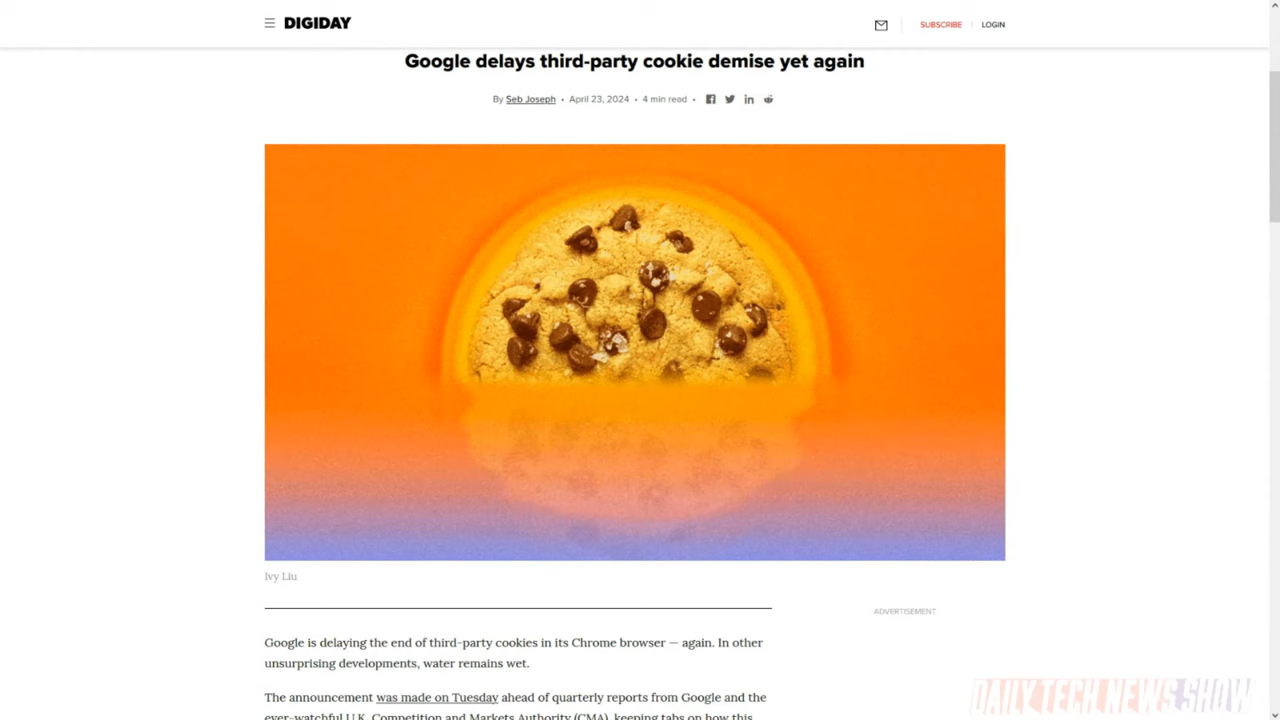 DIGIDAY
SUBSCRIBE
LOGIN
Google delays third-party cookie demise yet again
By Seb Joseph • April 23, 2024 • 4 min read •
Ivy Liu
ADVERTISEMENT
Google is delaying the end of third-party cookies in its Chrome browser — again. In other
unsurprising developments, water remains wet.
The announcement was made on Tuesday ahead of quarterly reports from Google and the
ever-watchful U.K. Competition and Markets Authority (CMA), keeping tabs on how this
DAILY TECH NEWS SHOW